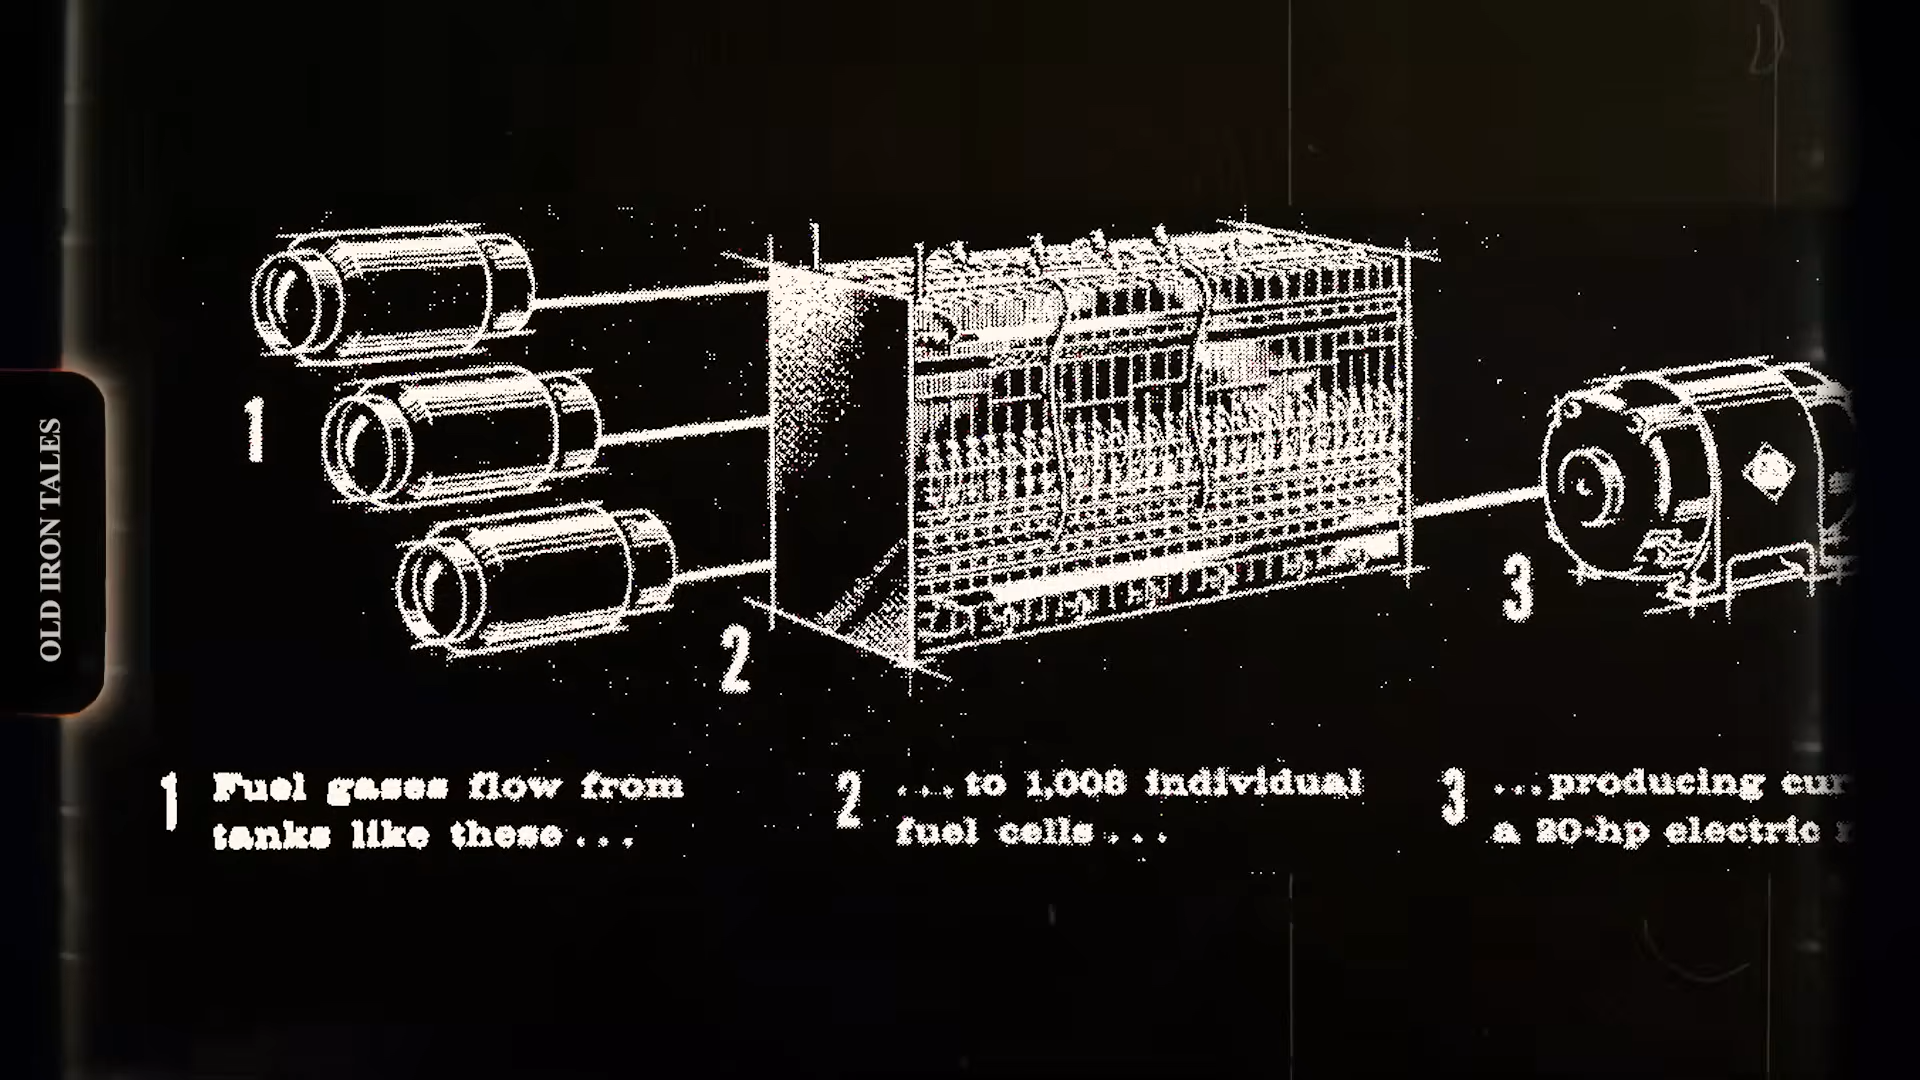 OLD IRON TALES
1
2
3
1 Fuel gases flow from
tanks like these...
2 ...to 1,008 individual
fuel cells...
3 ...producing
a 20-hp electric